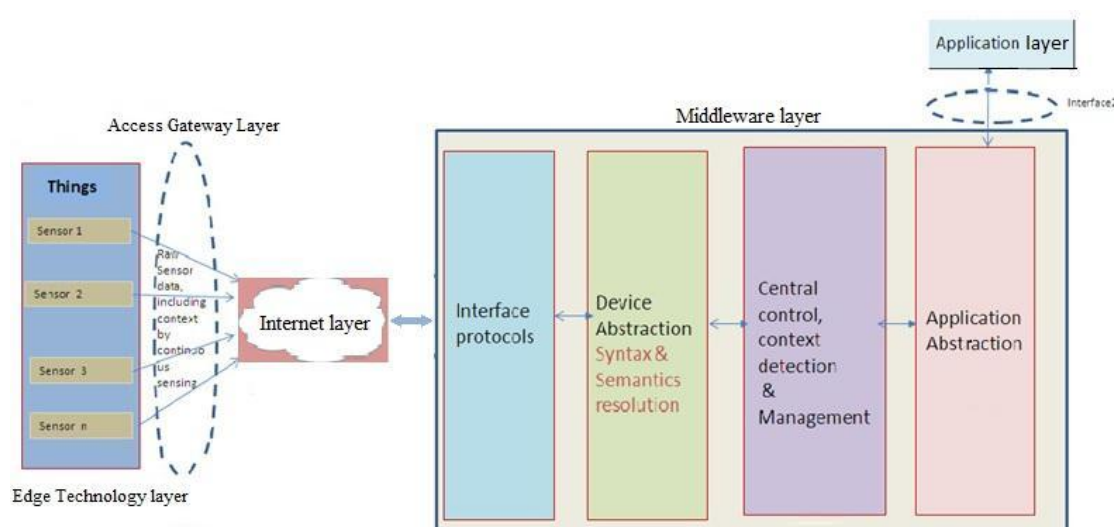 Application layer
Interface2
Access Gateway Layer
Middleware layer
Things
Sensor 1
Sensor 2
Sensor 3
Sensor n
Raw
Sensor
data,
including
context
by
continuo
us
sensing
Internet layer
Interface
protocols
Device
Abstraction
Syntax &
Semantics
resolution
Central
control,
context
detection
&
Management
Application
Abstraction
Edge Technology layer